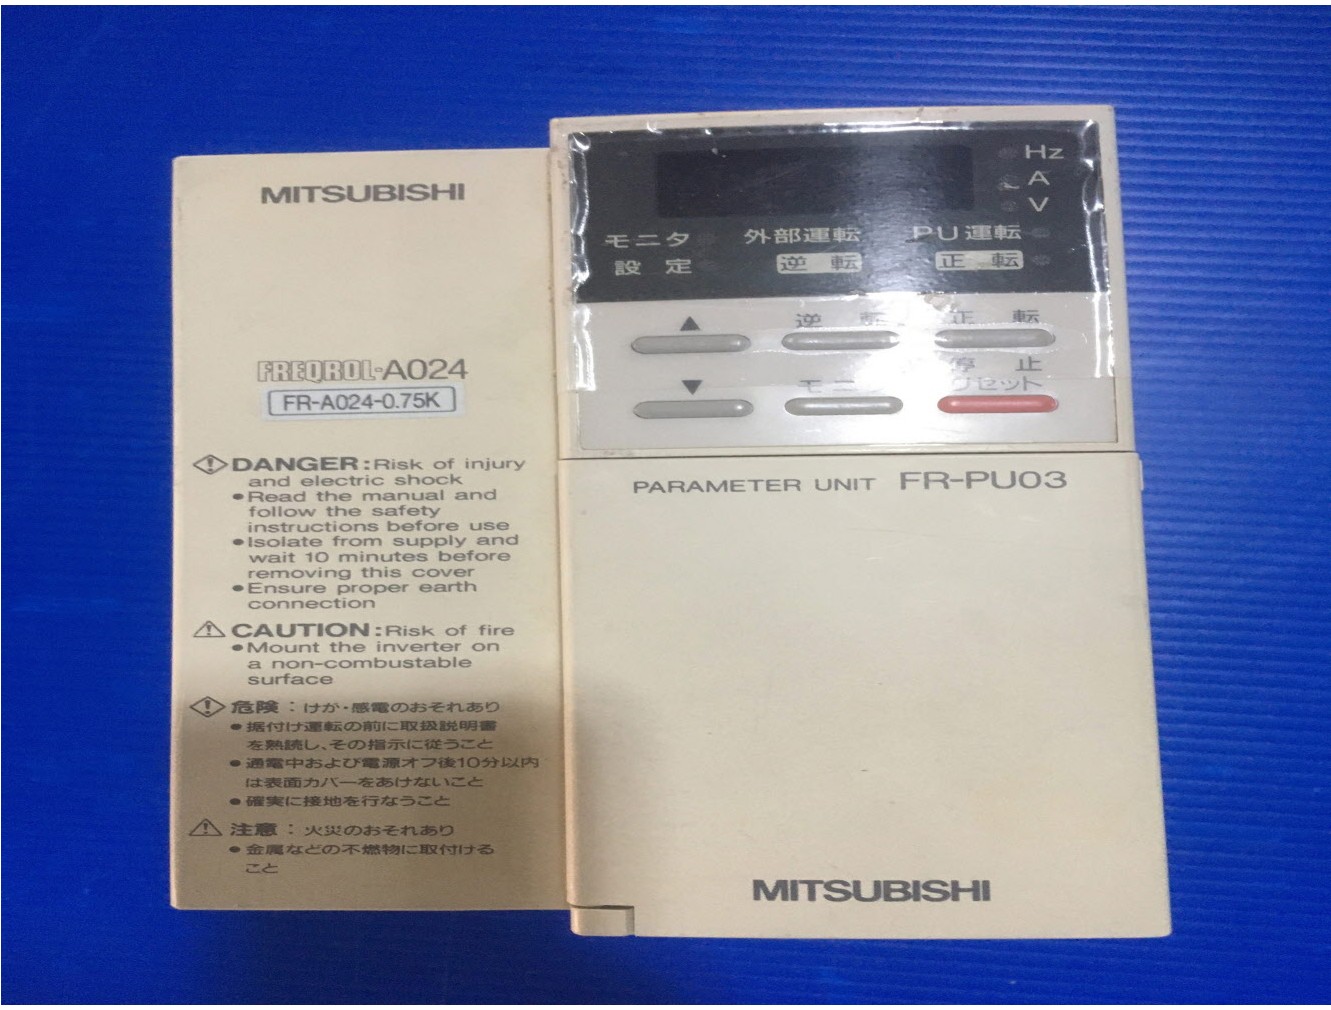 MITSUBISHI
FREQROL-A024
FR-A024-0.75K
DANGER:Risk of injury
and electric shock
•Read the manual and
follow the safety
instructions before use
•Isolate from supply and
wait 10 minutes before
removing this cover
•Ensure proper earth
connection
CAUTION:Risk of fire
•Mount the inverter on
a non-combustable
surface
危険：けが・感電のおそれあり
•据付け運転の前に取扱説明書
を熟読し、その指示に従うこと
•通電中および電源オフ後10分以内
は表面カバーをあけないこと
•確実に接地を行なうこと
注意：火災のおそれあり
•金属などの不燃物に取付ける
こと
Hz
A
V
モニタ 外部運転 PU運転
設定 逆転 正転
▲ 逆転 正転
停止
▼ モニタ リセット
PARAMETER UNIT FR-PU03
MITSUBISHI